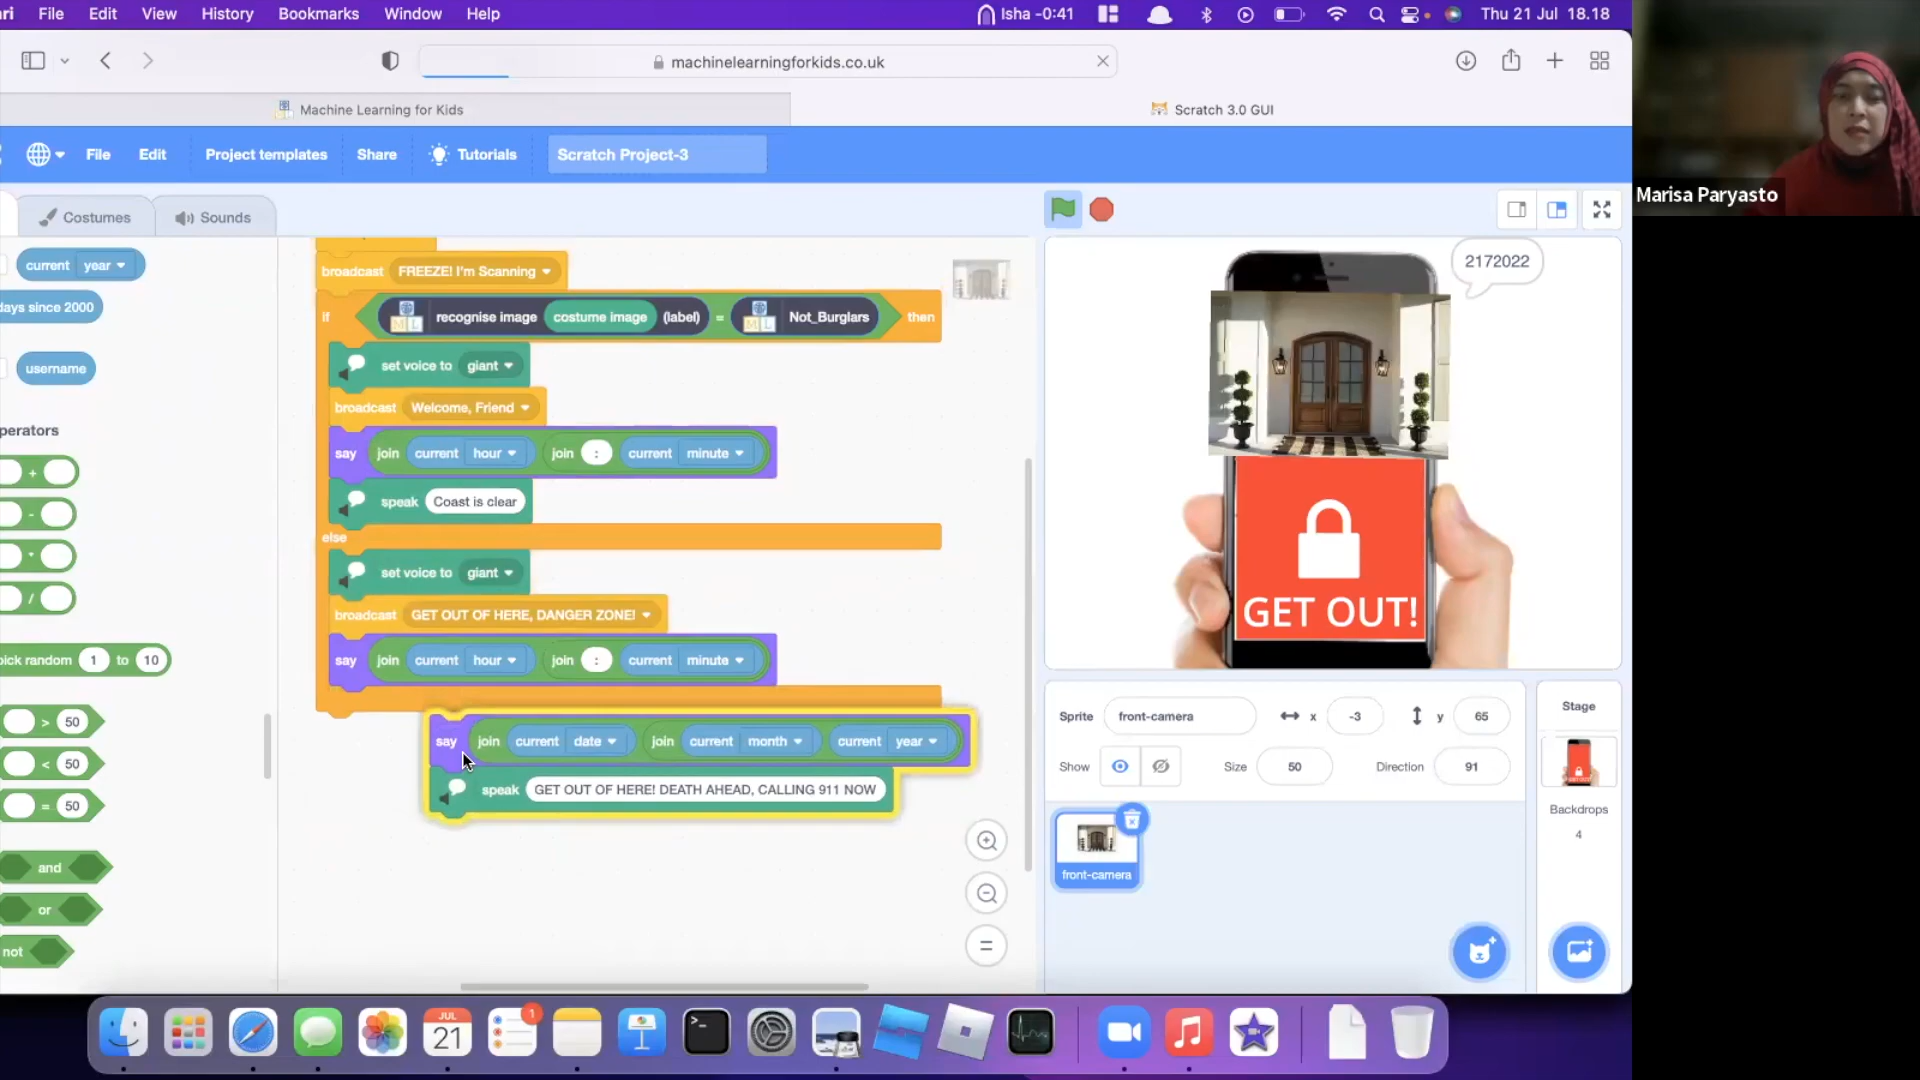 ri File Edit View History Bookmarks Window Help Isha -0:41 Thu 21 Jul 18.18
machinelearningforkids.co.uk
Machine Learning for Kids Scratch 3.0 GUI
File Edit Project templates Share Tutorials Scratch Project-3
Marisa Paryasto
Costumes Sounds
current year
days since 2000
username
perators
+
-
*
/
pick random 1 to 10
> 50
< 50
= 50
and
or
not
broadcast FREEZE! I'm Scanning
if ML recognise image costume image (label) = ML Not_Burglars then
set voice to giant
broadcast Welcome, Friend
say join current hour join : current minute
speak Coast is clear
else
set voice to giant
broadcast GET OUT OF HERE, DANGER ZONE!
say join current hour join : current minute
say join current date join current month current year
speak GET OUT OF HERE! DEATH AHEAD, CALLING 911 NOW
2172022
GET OUT!
Sprite front-camera x -3 y 65
Show Size 50 Direction 91
front-camera
Stage
Backdrops
4
JUL
21
1